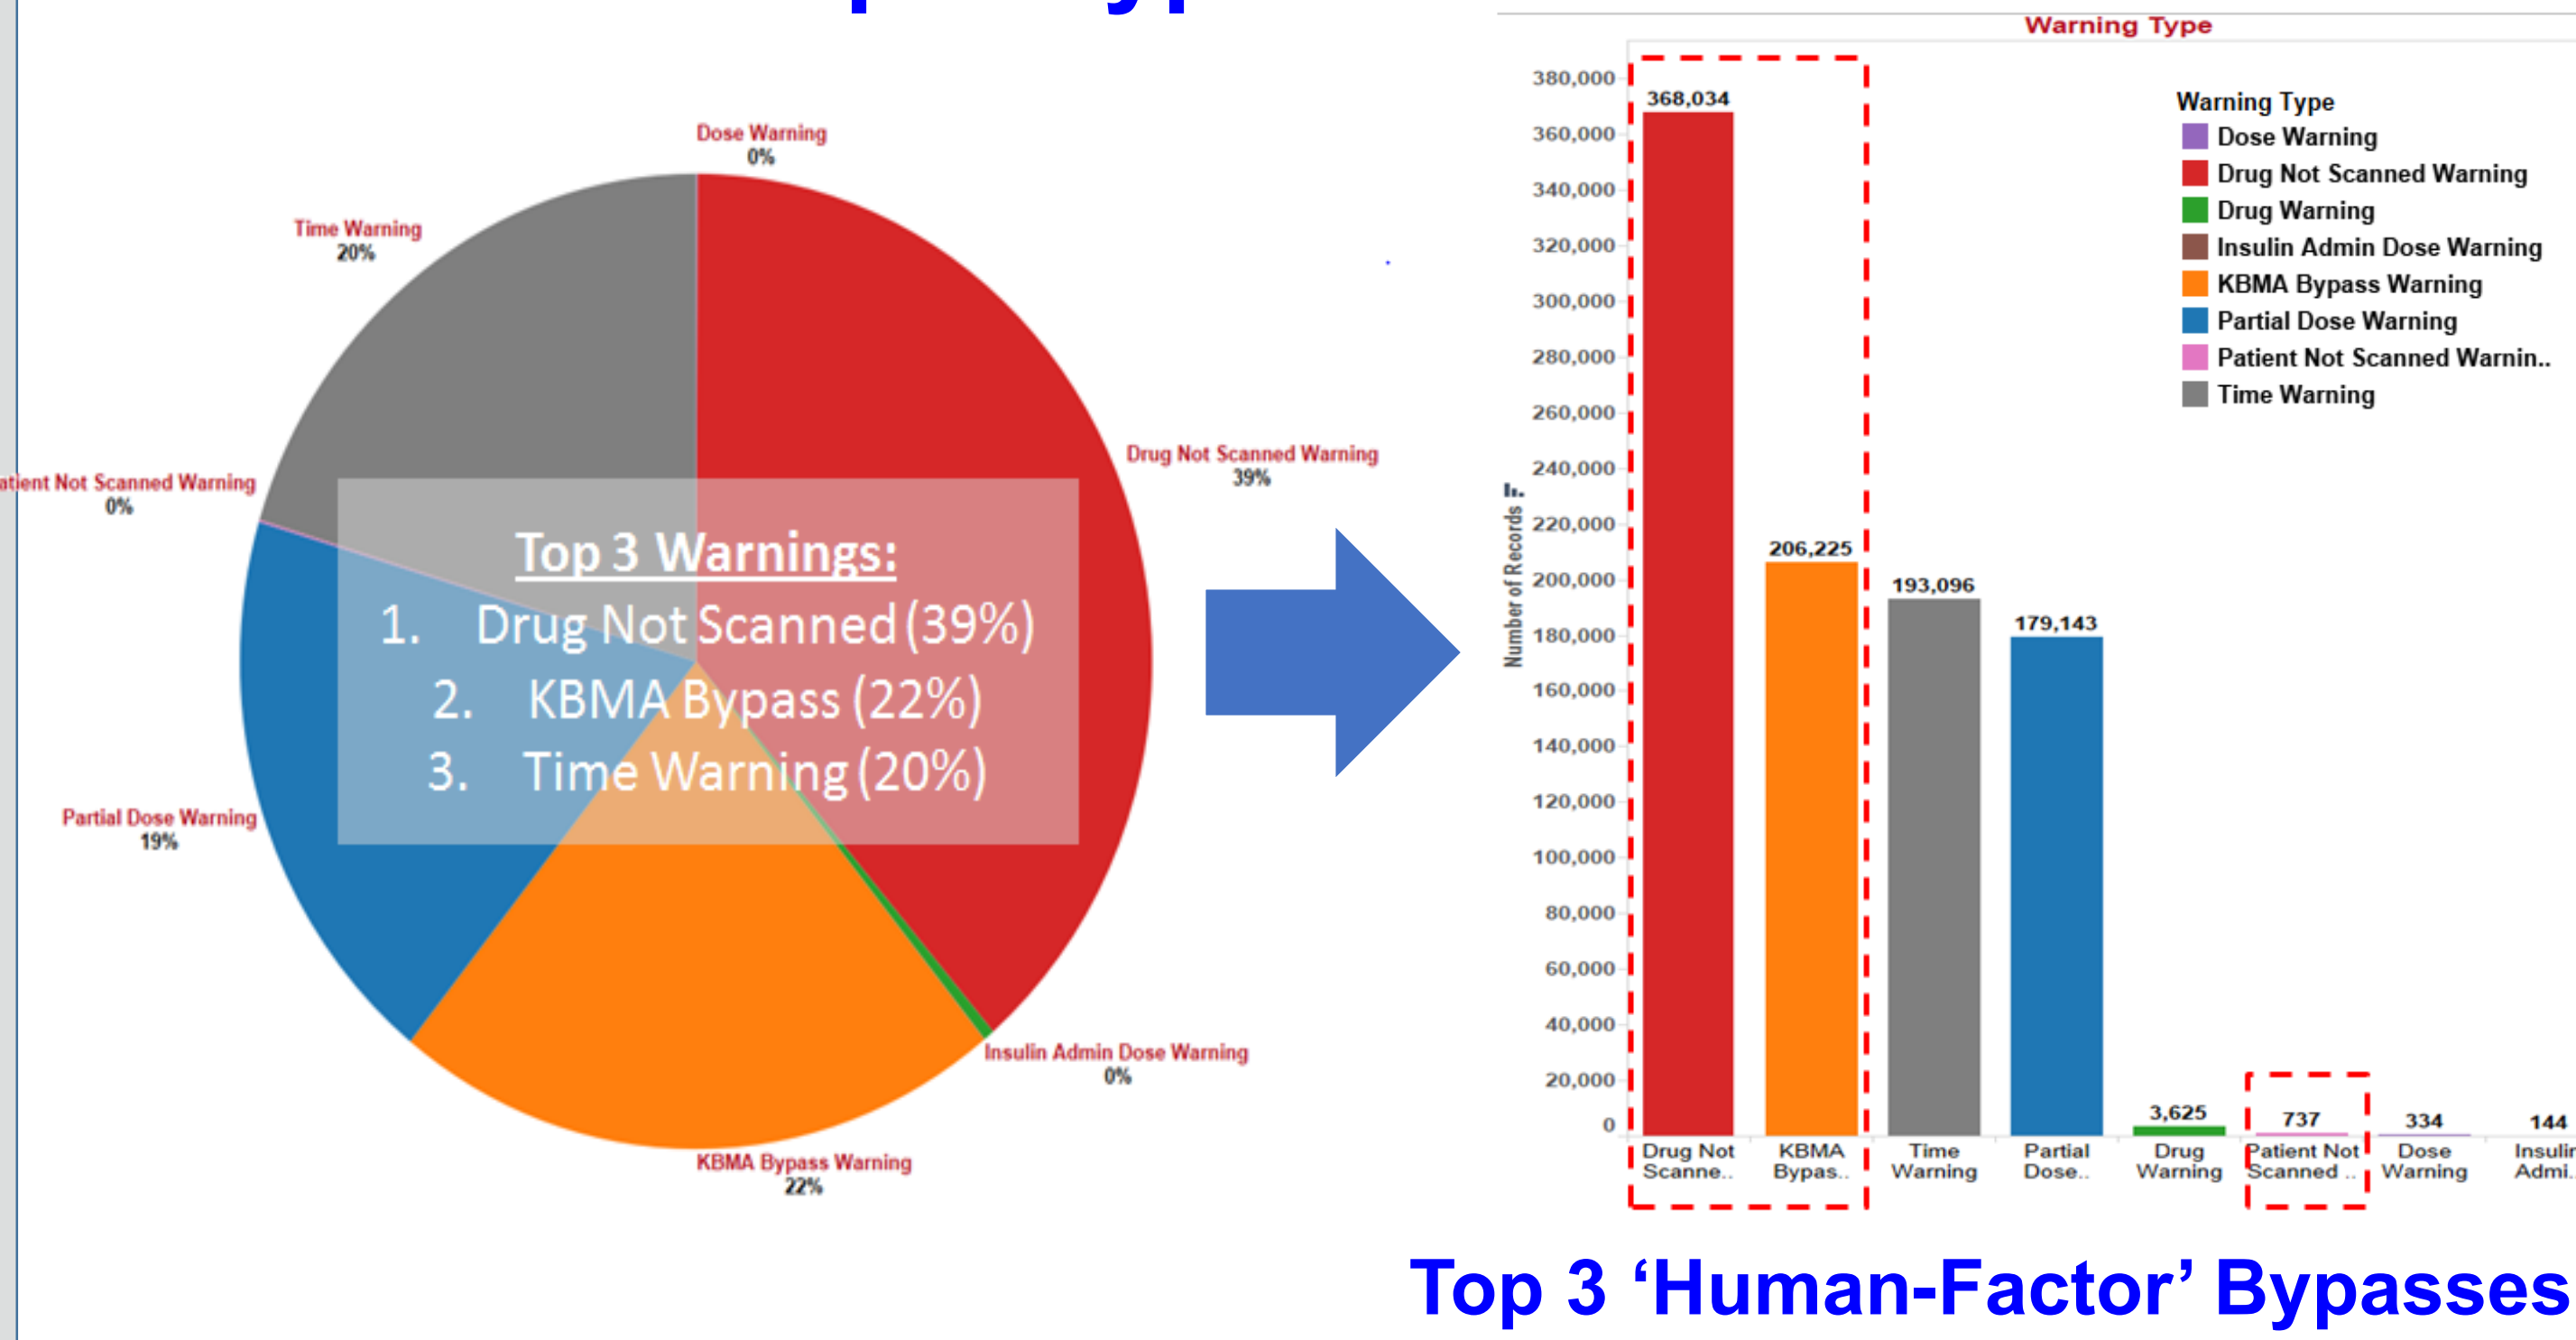 Dose Warning
0%
Time Warning
20%
Drug Not Scanned Warning
39%
atient Not Scanned Warning
0%
Top 3 Warnings:
1. Drug Not Scanned (39%)
2. KBMA Bypass (22%)
3. Time Warning (20%)
Partial Dose Warning
19%
Insulin Admin Dose Warning
0%
KBMA Bypass Warning
22%
Warning Type
Number of Records
380,000
360,000
340,000
320,000
300,000
280,000
260,000
240,000
220,000
200,000
180,000
160,000
140,000
120,000
100,000
80,000
60,000
40,000
20,000
0
368,034
206,225
193,096
179,143
3,625
737
334
144
Warning Type
Dose Warning
Drug Not Scanned Warning
Drug Warning
Insulin Admin Dose Warning
KBMA Bypass Warning
Partial Dose Warning
Patient Not Scanned Warnin..
Time Warning
Drug Not
Scanne..
KBMA
Bypas..
Time
Warning
Partial
Dose..
Drug
Warning
Patient Not
Scanned ..
Dose
Warning
Insulin
Admi..
Top 3 ‘Human-Factor’ Bypasses